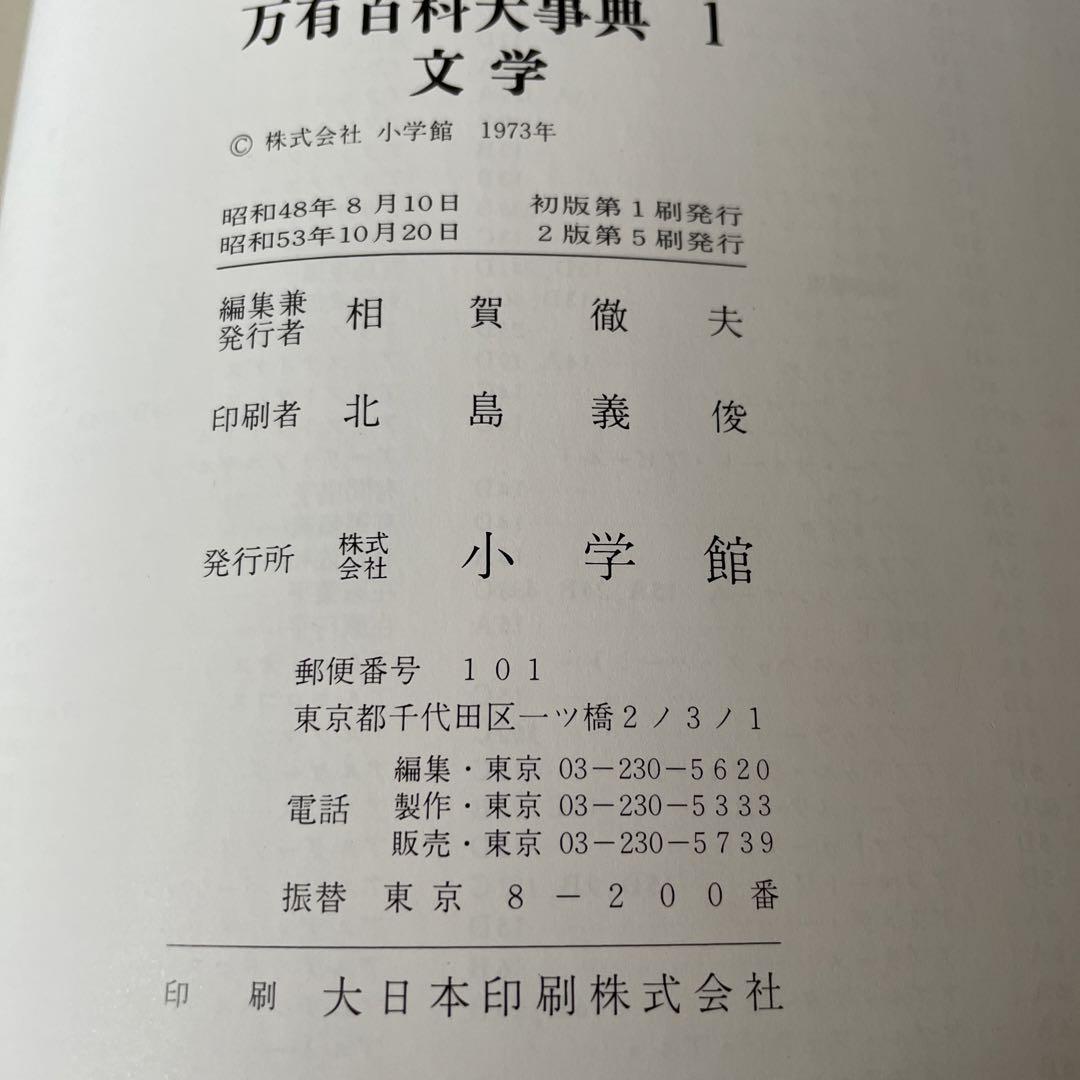 万有百科大事典 1
文学
© 株式会社 小学館 1973年
昭和48年8月10日 初版第1刷発行
昭和53年10月20日 2版第5刷発行
編集兼発行者 相賀徹夫
印刷者 北島義俊
発行所 株式会社 小学館
郵便番号 101
東京都千代田区一ツ橋2ノ3ノ1
編集・東京 03-230-5620
電話 製作・東京 03-230-5333
販売・東京 03-230-5739
振替 東京 8-200番
印刷 大日本印刷株式会社